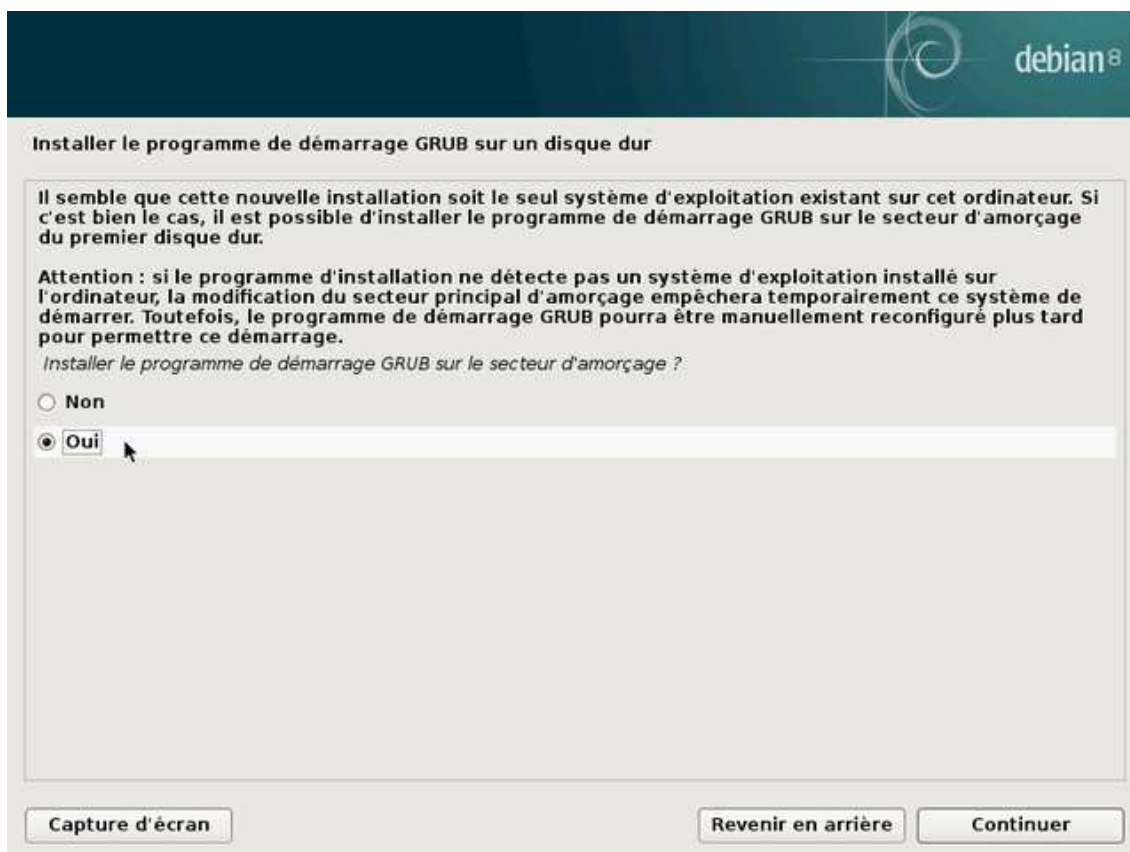 debian 8
Installer le programme de démarrage GRUB sur un disque dur
Il semble que cette nouvelle installation soit le seul système d'exploitation existant sur cet ordinateur. Si
c'est bien le cas, il est possible d'installer le programme de démarrage GRUB sur le secteur d'amorçage
du premier disque dur.
Attention : si le programme d'installation ne détecte pas un système d'exploitation installé sur
l'ordinateur, la modification du secteur principal d'amorçage empêchera temporairement ce système de
démarrer. Toutefois, le programme de démarrage GRUB pourra être manuellement reconfiguré plus tard
pour permettre ce démarrage.
Installer le programme de démarrage GRUB sur le secteur d'amorçage ?
Non
Oui
Capture d'écran
Revenir en arrière
Continuer